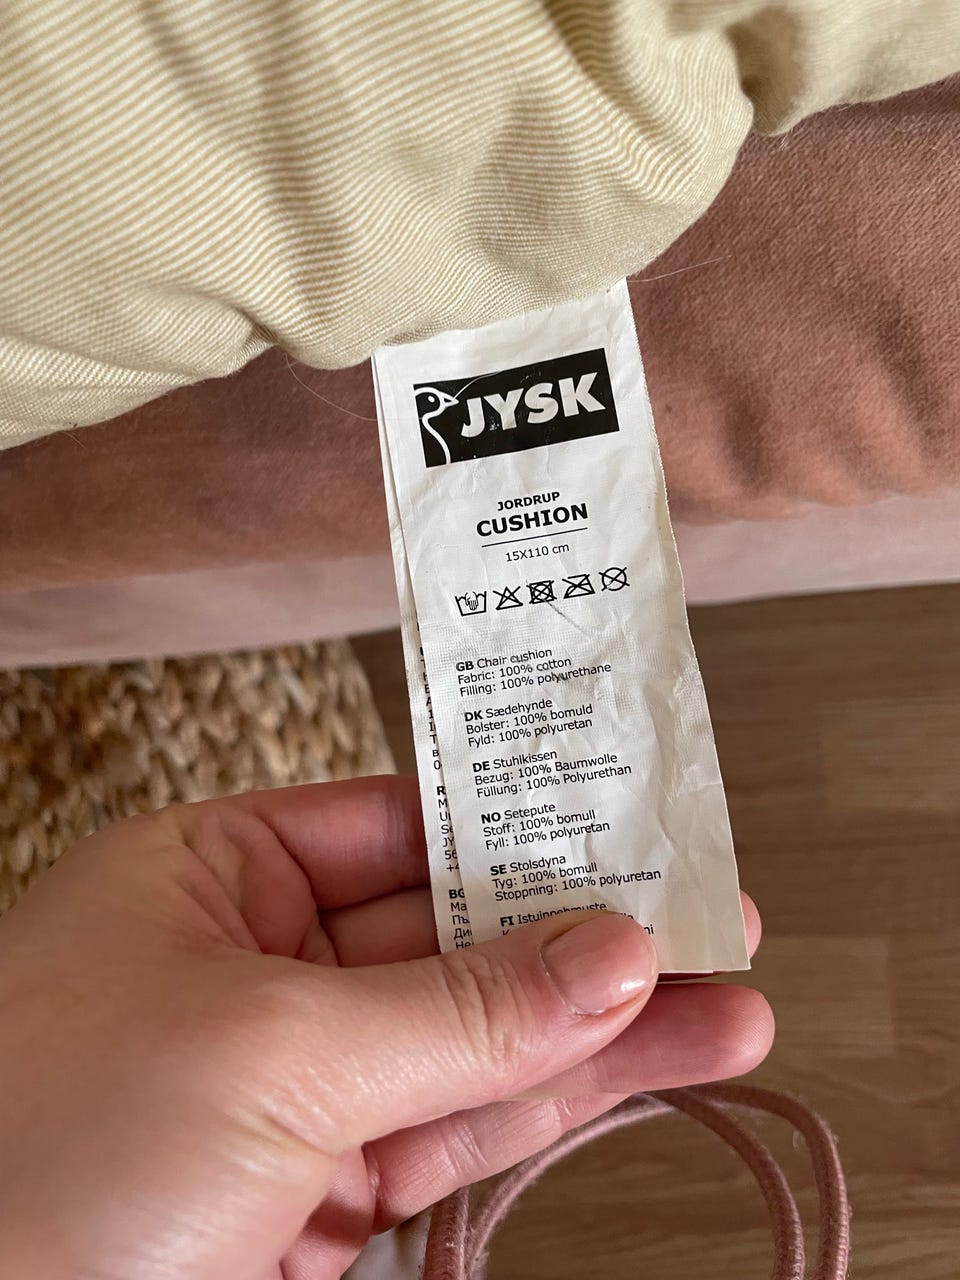 JYSK
JORDRUP
CUSHION
15X110 cm
GB Chair cushion
Fabric: 100% cotton
Filling: 100% polyurethane
DK Sædehynde
Bolster: 100% bomuld
Fyld: 100% polyuretan
DE Stuhlkissen
Bezug: 100% Baumwolle
Füllung: 100% Polyurethan
NO Setepute
Stoff: 100% bomull
Fyll: 100% polyuretan
SE Stolsdyna
Tyg: 100% bomull
Stoppning: 100% polyuretan
FI Istuinpehmuste
BG